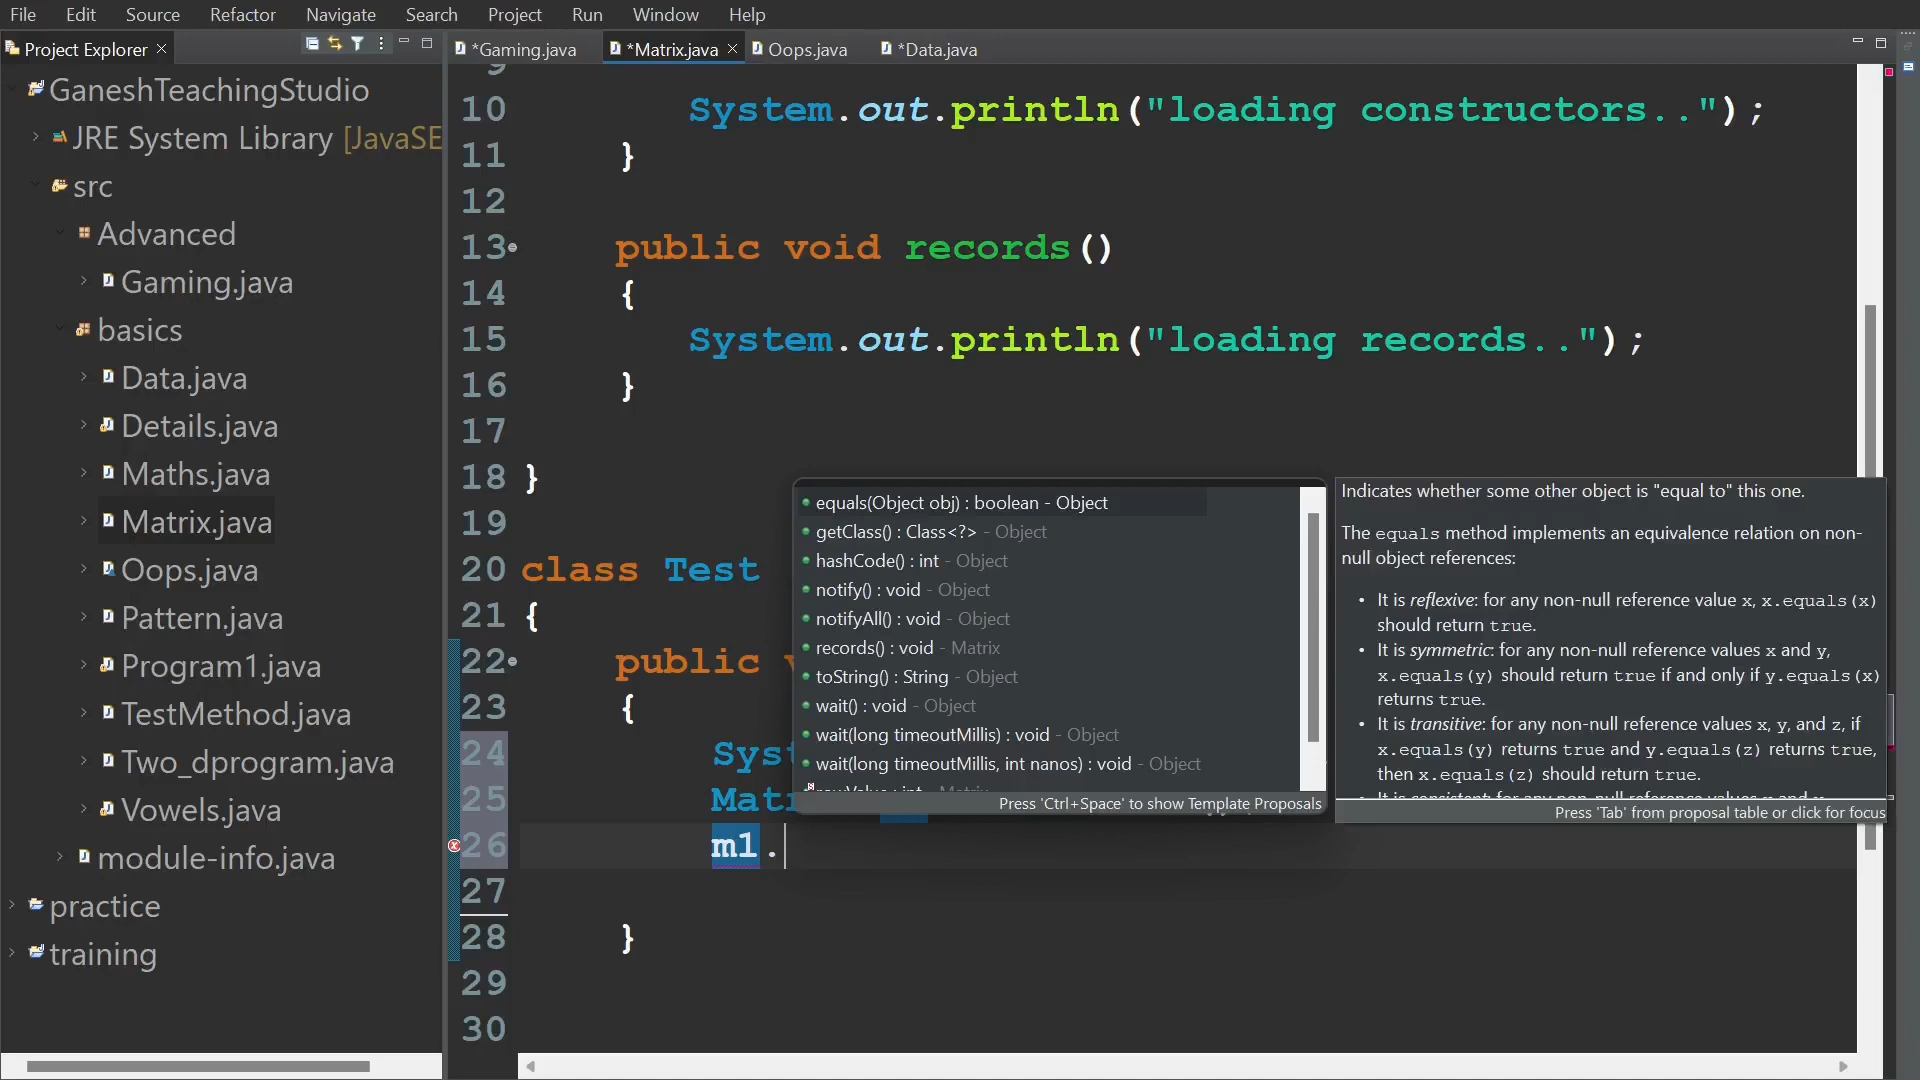 File Edit Source Refactor Navigate Search Project Run Window Help
Project Explorer
*Gaming.java
*Matrix.java
Oops.java
*Data.java
GaneshTeachingStudio
JRE System Library [JavaSE
src
Advanced
Gaming.java
basics
Data.java
Details.java
Maths.java
Matrix.java
Oops.java
Pattern.java
Program1.java
TestMethod.java
Two_dprogram.java
Vowels.java
module-info.java
practice
training
9
10 System.out.println("loading constructors..");
11 }
12
13 public void records()
14 {
15 System.out.println("loading records..");
16 }
17
18 }
19
20 class Test
21 {
22 public
23 {
24 Syst
25 Matr
26 m1.
27
28 }
29
30
equals(Object obj) : boolean - Object
getClass() : Class<?> - Object
hashCode() : int - Object
notify() : void - Object
notifyAll() : void - Object
records() : void - Matrix
toString() : String - Object
wait() : void - Object
wait(long timeoutMillis) : void - Object
wait(long timeoutMillis, int nanos) : void - Object
Press 'Ctrl+Space' to show Template Proposals
Indicates whether some other object is "equal to" this one.
The equals method implements an equivalence relation on non-
null object references:
• It is reflexive: for any non-null reference value x, x.equals(x)
should return true.
• It is symmetric: for any non-null reference values x and y,
x.equals(y) should return true if and only if y.equals(x)
returns true.
• It is transitive: for any non-null reference values x, y, and z, if
x.equals(y) returns true and y.equals(z) returns true,
then x.equals(z) should return true.
Press 'Tab' from proposal table or click for focus